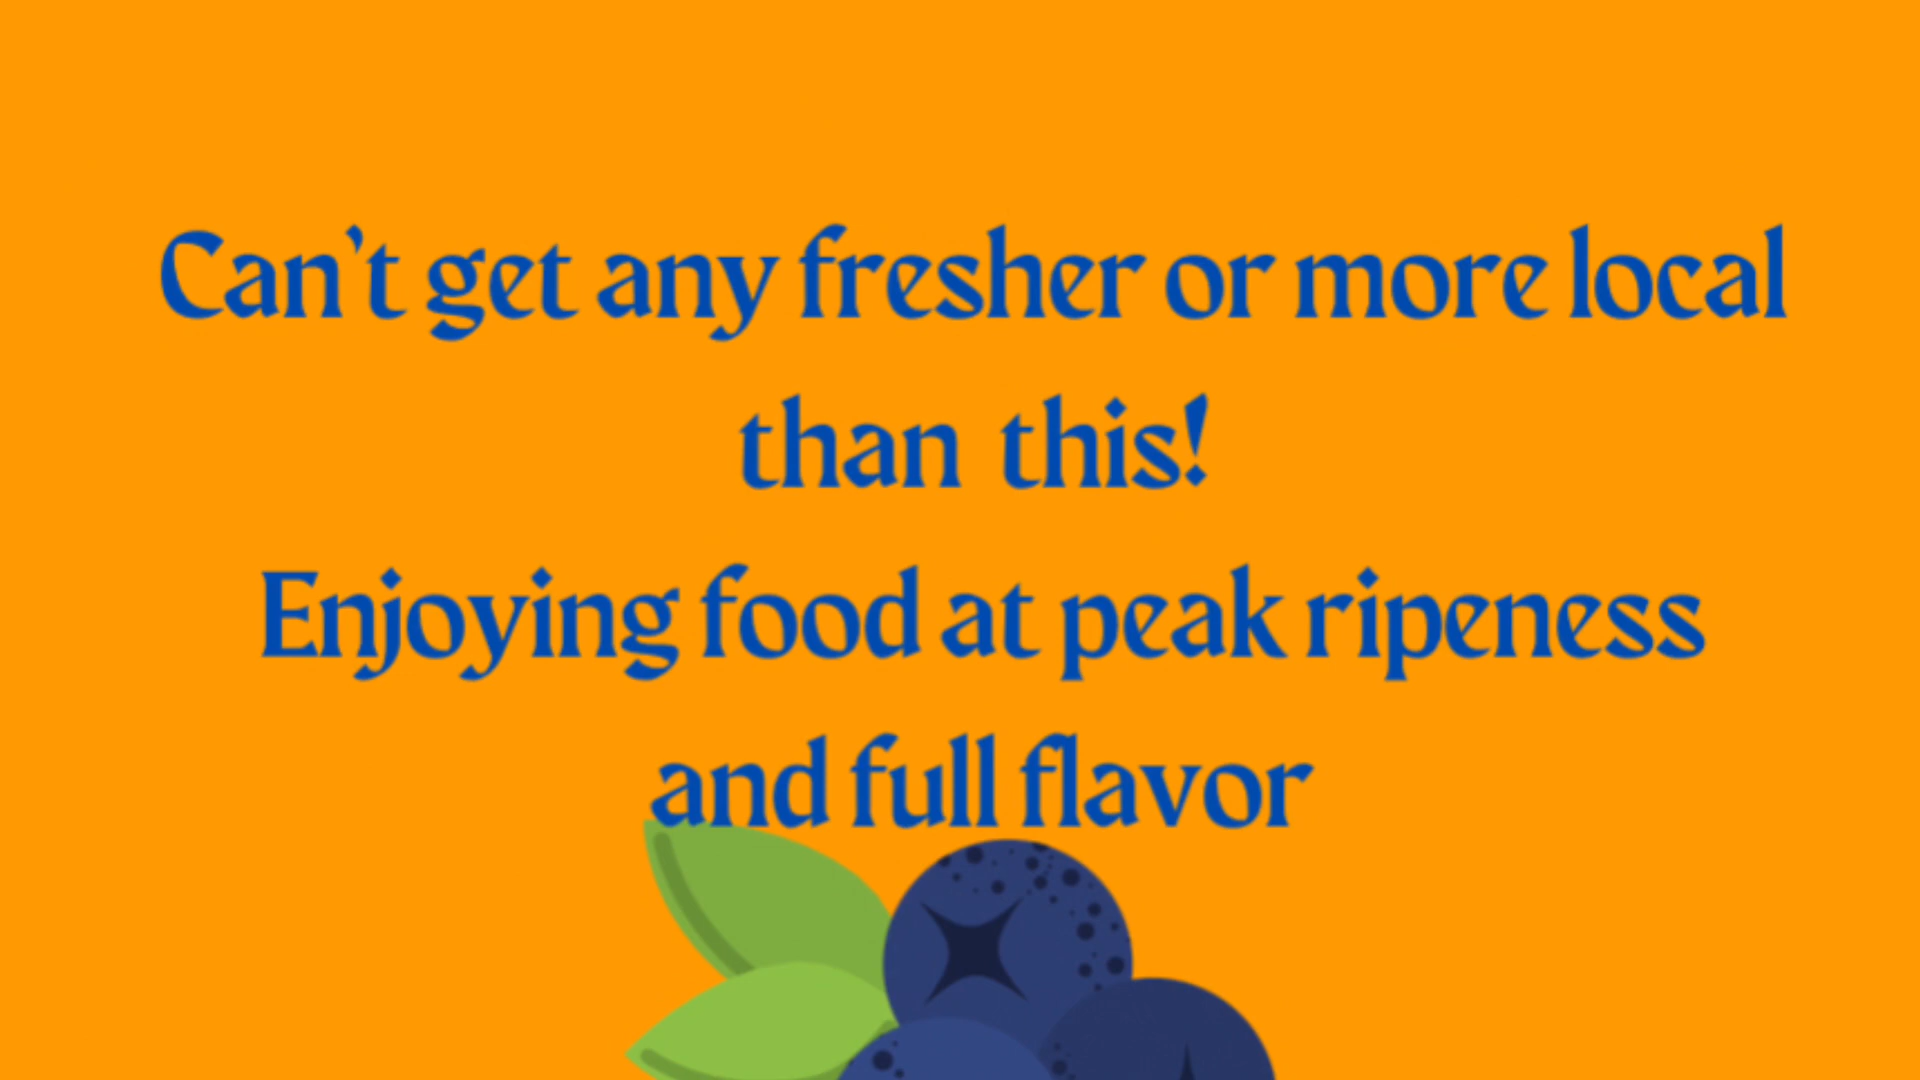 Can't get any fresher or more local
than this!
Enjoying food at peak ripeness
and full flavor